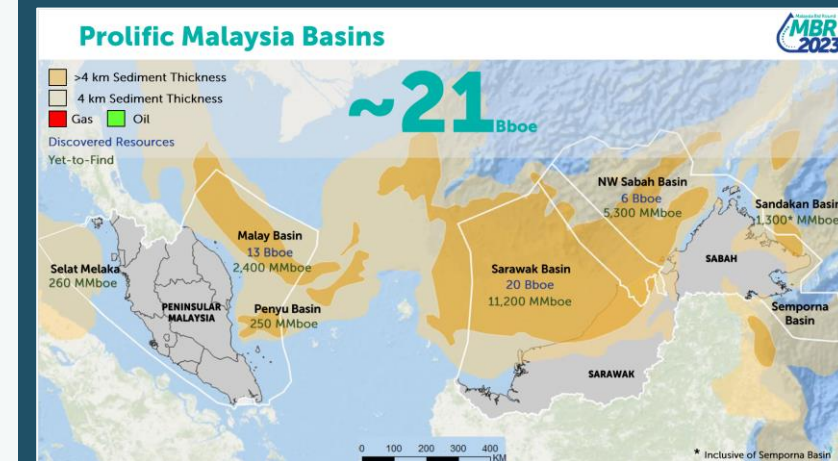 Prolific Malaysia Basins
Malaysia Bid Round
MBR
2023
>4 km Sediment Thickness
4 km Sediment Thickness
Gas Oil
Discovered Resources
Yet-to-Find
~21 Bboe
NW Sabah Basin
6 Bboe
5,300 MMboe
Sandakan Basin
1,300* MMboe
Malay Basin
13 Bboe
2,400 MMboe
Selat Melaka
260 MMboe
Sarawak Basin
20 Bboe
11,200 MMboe
SABAH
PENINSULAR
MALAYSIA
Penyu Basin
250 MMboe
Semporna
Basin
SARAWAK
0 100 200 300 400
KM
* Inclusive of Semporna Basin